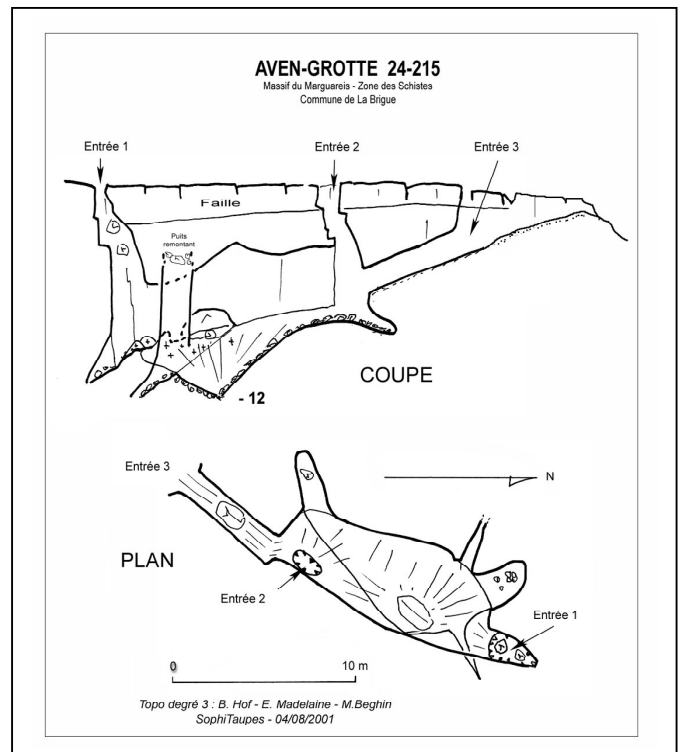 AVEN-GROTTE 24-215
Massif du Marguareis - Zone des Schistes
Commune de La Brigue
Entrée 1
Entrée 2
Entrée 3
Faille
Puits
remontant
COUPE
- 12
Entrée 3
N
PLAN
Entrée 2
Entrée 1
0
10 m
Topo degré 3 : B. Hof - E. Madelaine - M.Beghin
SophiTaupes - 04/08/2001